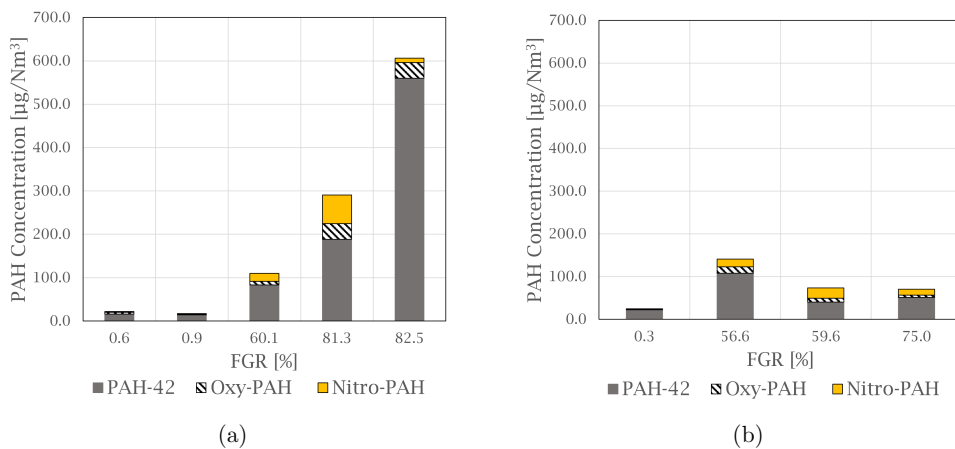 PAH Concentration [µg/Nm³]
700.0
600.0
500.0
400.0
300.0
200.0
100.0
0.0
0.6 0.9 60.1 81.3 82.5
FGR [%]
PAH-42 Oxy-PAH Nitro-PAH
(a)
PAH Concentration [µg/Nm³]
700.0
600.0
500.0
400.0
300.0
200.0
100.0
0.0
0.3 56.6 59.6 75.0
FGR [%]
PAH-42 Oxy-PAH Nitro-PAH
(b)